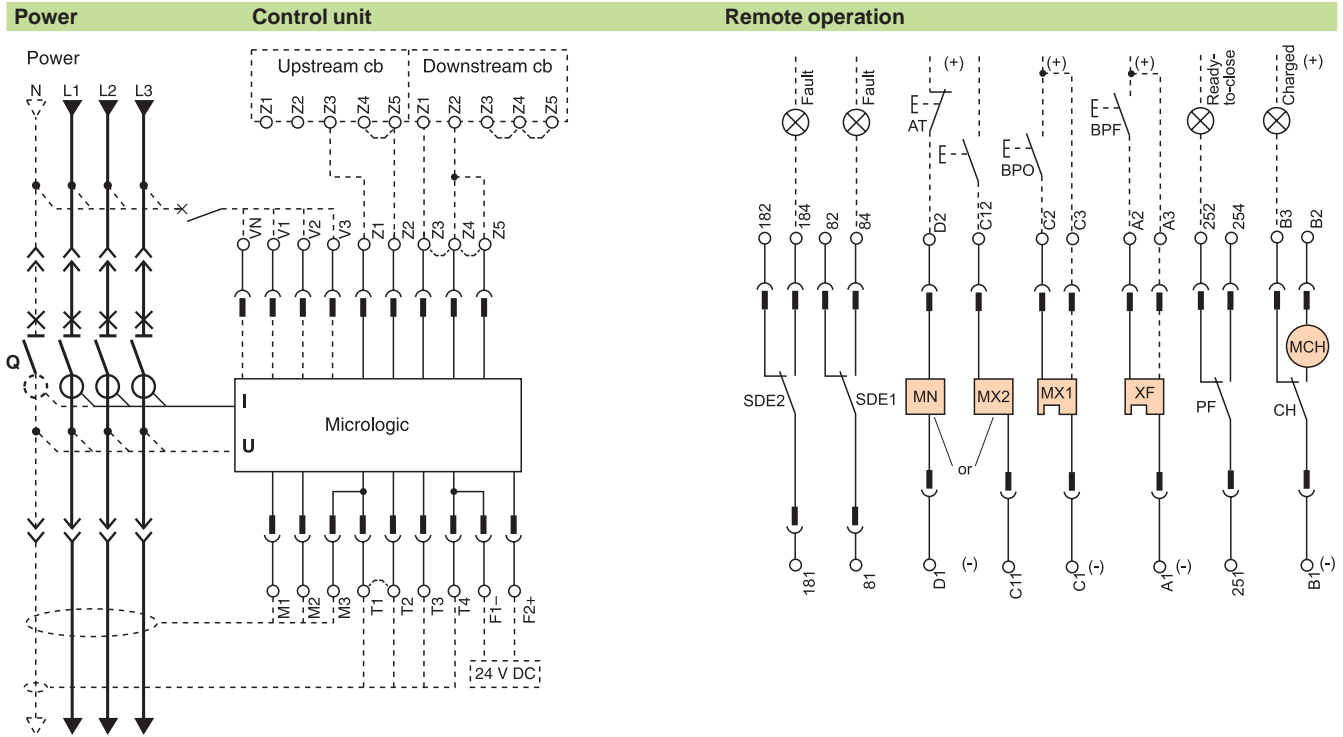 Power Control unit Remote operation
Power
N L1 L2 L3
Upstream cb Downstream cb
Z1 Z2 Z3 Z4 Z5 Z1 Z2 Z3 Z4 Z5
VN V1 V2 V3 Z1 Z2 Z3 Z4 Z5
Q
I
U
Micrologic
M1 M2 M3 T1 T2 T3 T4 F1– F2+
24 V DC
Fault Fault (+) (+) (+) Ready-to-close Charged (+)
AT BPO BPF
182 184 82 84 D2 C12 C2 C3 A2 A3 252 254 B3 B2
MCH
SDE2 SDE1 MN MX2 MX1 XF PF CH
or
181 81 D1 (-) C11 C1 (-) A1 (-) 251 B1 (-)